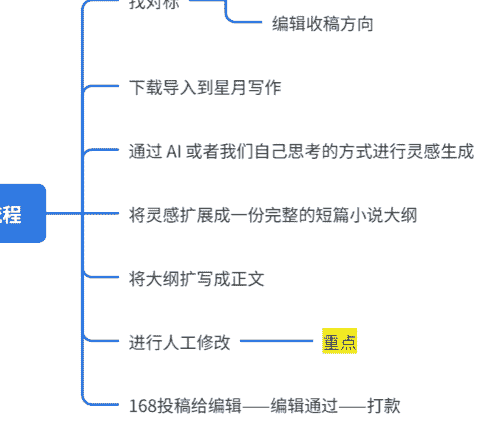 找对标
编辑收稿方向
下载导入到星月写作
通过 AI 或者我们自己思考的方式进行灵感生成
程
将灵感扩展成一份完整的短篇小说大纲
将大纲扩写成正文
进行人工修改
重点
168投稿给编辑——编辑通过——打款